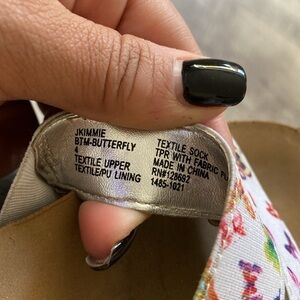 JKIMMIE
BTM-BUTTERFLY
4
TEXTILE UPPER
TEXTILE/PU LINING
TEXTILE SOCK
TPR WITH FABRIC
MADE IN CHINA
RN#128682
1485-1021